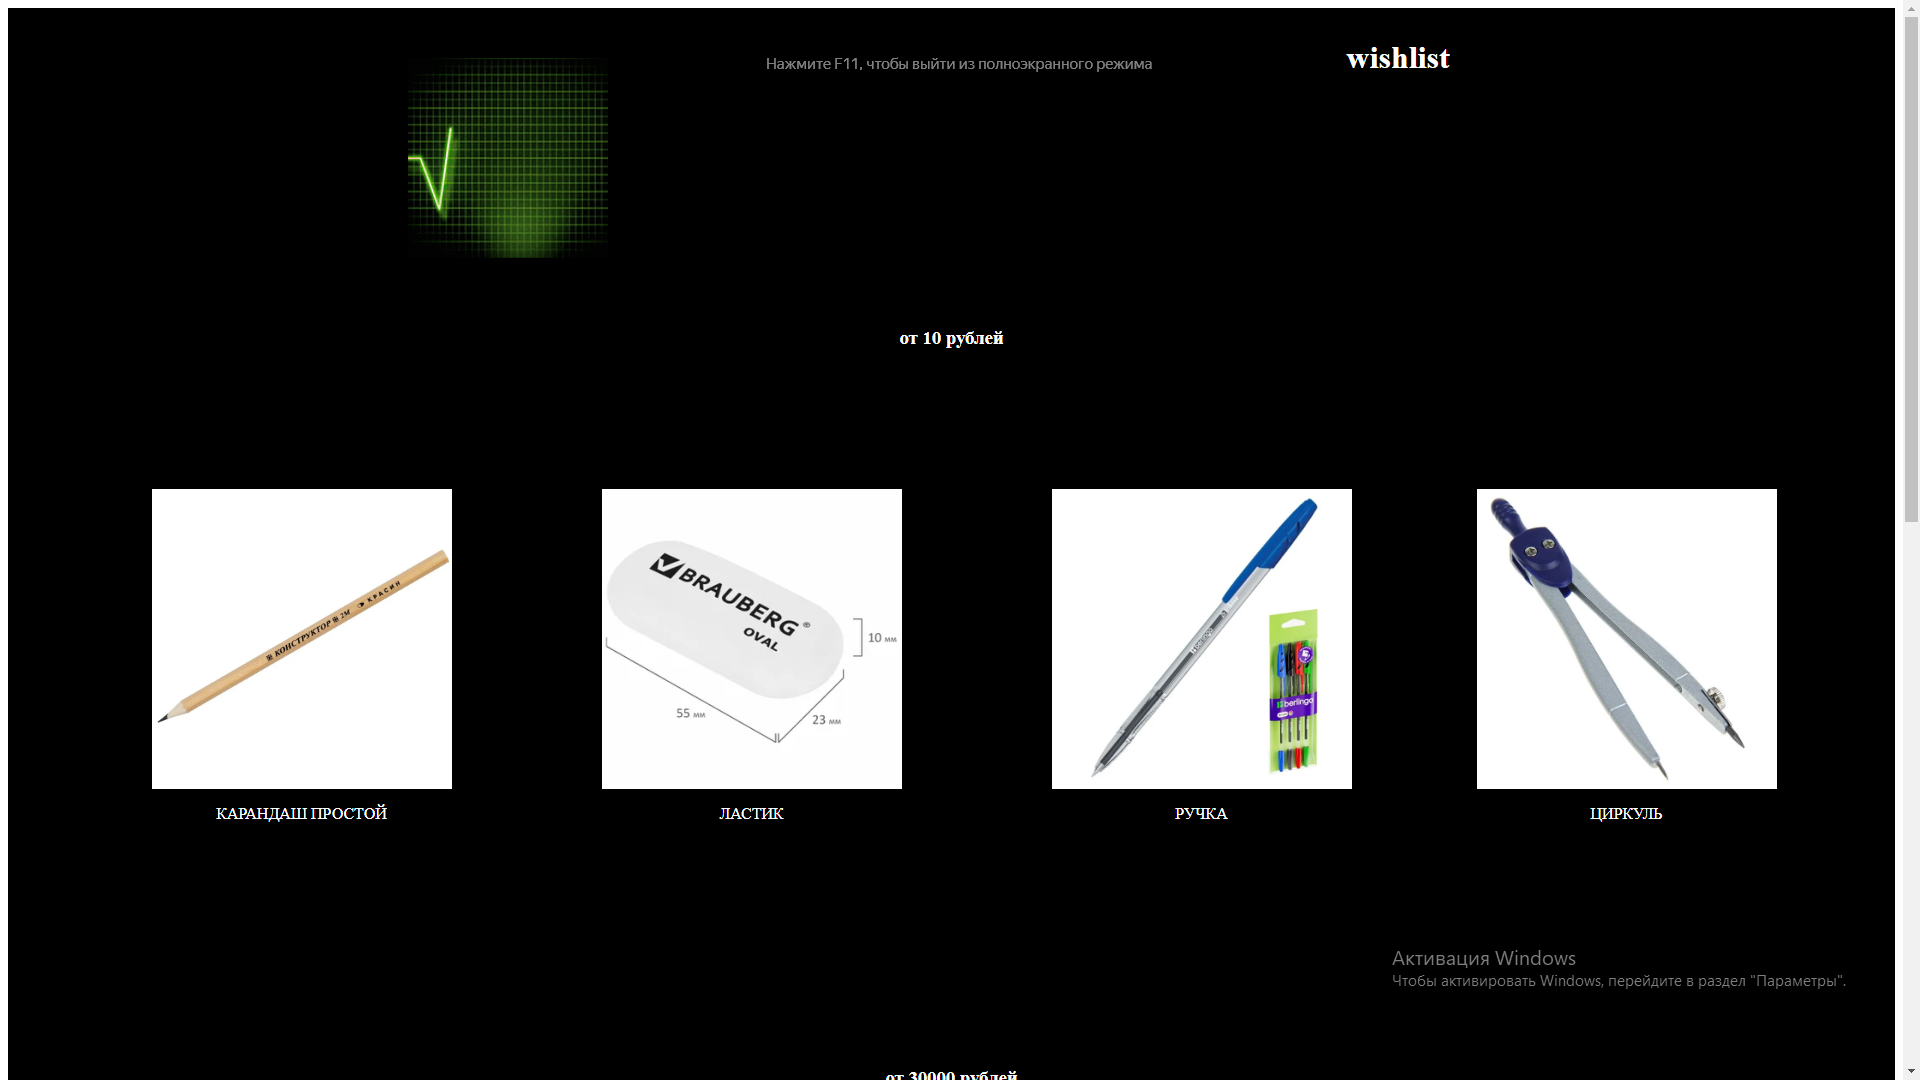 wishlist
Нажмите F11, чтобы выйти из полноэкранного режима
от 10 рублей
КОНСТРУКТОР 2М КРАСИН
BRAUBERG ®
OVAL
10 мм
55 мм
23 мм
berlingo
КАРАНДАШ ПРОСТОЙ
ЛАСТИК
РУЧКА
ЦИРКУЛЬ
Активация Windows
Чтобы активировать Windows, перейдите в раздел "Параметры".
от 30000 рублей